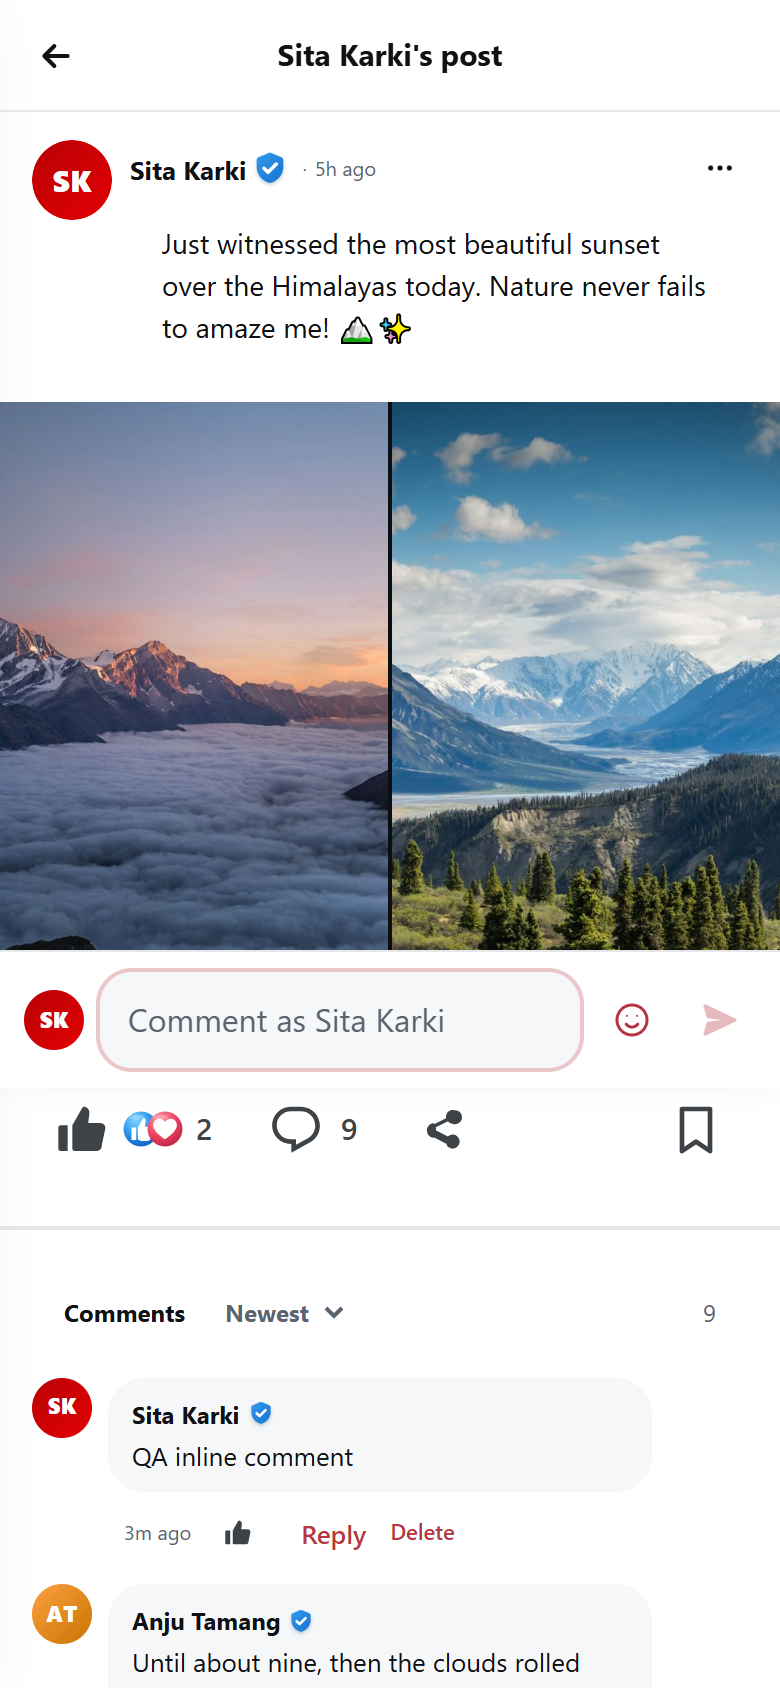 Sita Karki's post
SK
Sita Karki · 5h ago
Just witnessed the most beautiful sunset
over the Himalayas today. Nature never fails
to amaze me! 🏔️✨
SK
Comment as Sita Karki
2
9
Comments
Newest
9
SK
Sita Karki
QA inline comment
3m ago
Reply
Delete
AT
Anju Tamang
Until about nine, then the clouds rolled